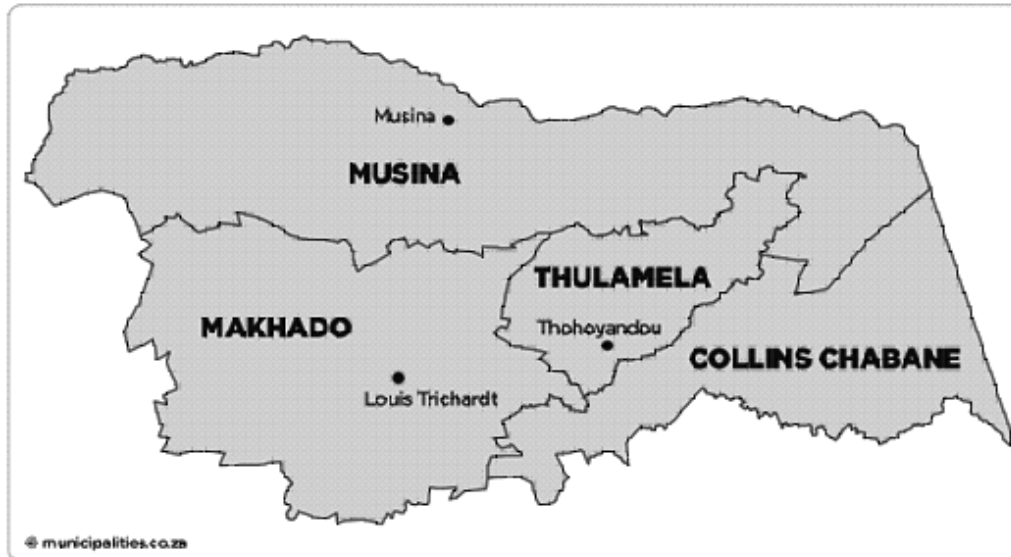 Musina
MUSINA
THULAMELA
MAKHADO
Thohoyandou
COLLINS CHABANE
Louis Trichardt
© municipalities.co.za